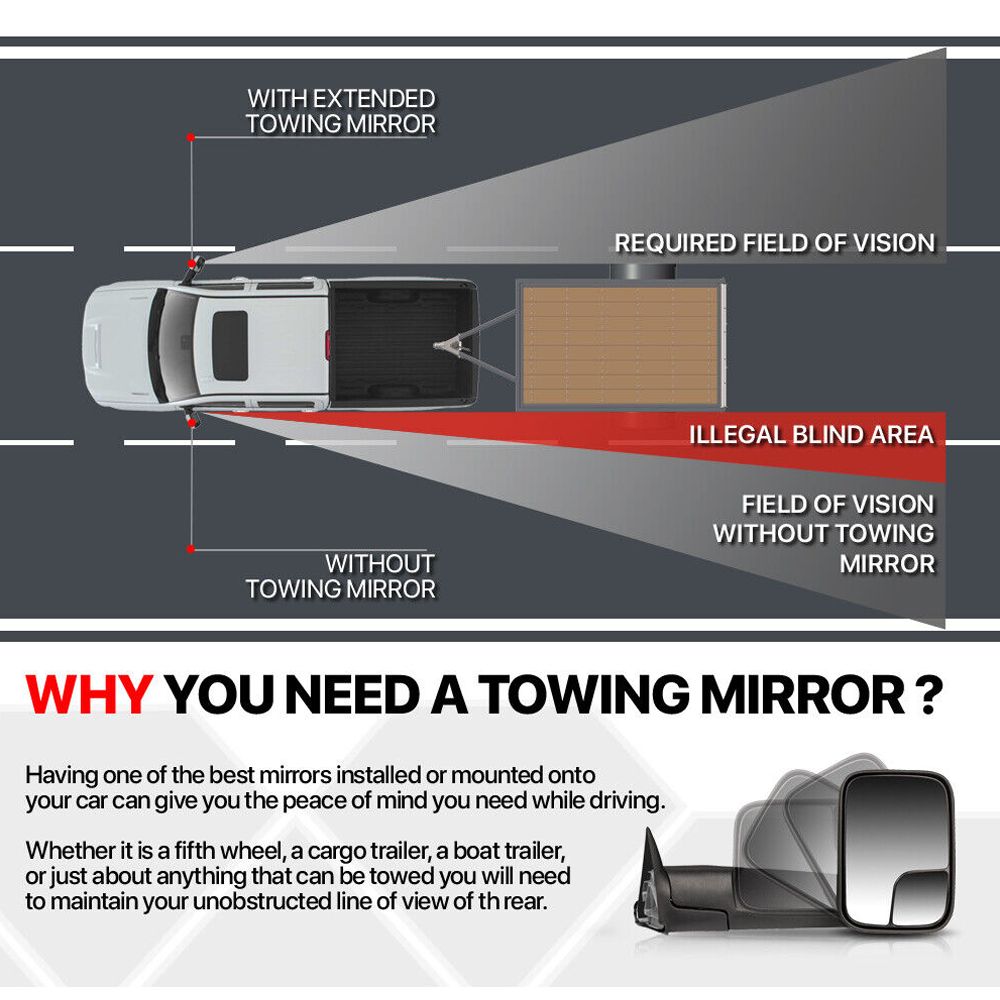 WITH EXTENDED
TOWING MIRROR
REQUIRED FIELD OF VISION
ILLEGAL BLIND AREA
FIELD OF VISION
WITHOUT TOWING
MIRROR
WITHOUT
TOWING MIRROR
WHY YOU NEED A TOWING MIRROR ?
Having one of the best mirrors installed or mounted onto
your car can give you the peace of mind you need while driving.
Whether it is a fifth wheel, a cargo trailer, a boat trailer,
or just about anything that can be towed you will need
to maintain your unobstructed line of view of th rear.